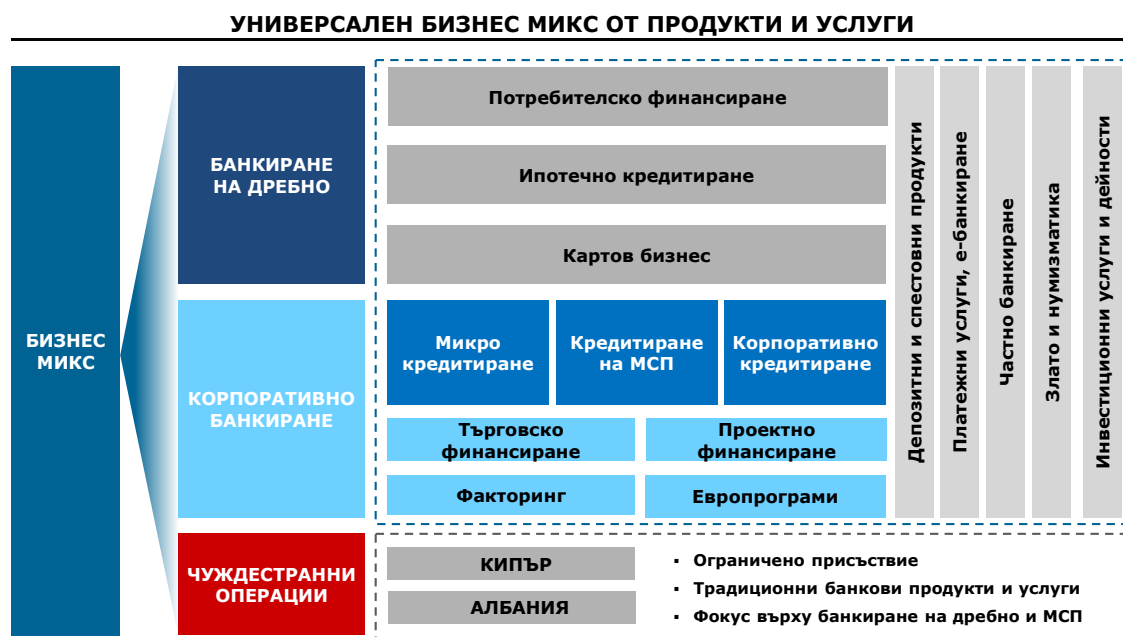 УНИВЕРСАЛЕН БИЗНЕС МИКС ОТ ПРОДУКТИ И УСЛУГИ
БИЗНЕС
МИКС
БАНКИРАНЕ
НА ДРЕБНО
Потребителско финансиране
Ипотечно кредитиране
Картов бизнес
КОРПОРАТИВНО
БАНКИРАНЕ
Микро
кредитиране
Кредитиране
на МСП
Корпоративно
кредитиране
Търговско
финансиране
Проектно
финансиране
Факторинг
Европрограми
Депозитни и спестовни продукти
Платежни услуги, е-банкиране
Частно банкиране
Злато и нумизматика
Инвестиционни услуги и дейности
ЧУЖДЕСТРАННИ
ОПЕРАЦИИ
КИПЪР
АЛБАНИЯ
▪ Ограничено присъствие
▪ Традиционни банкови продукти и услуги
▪ Фокус върху банкиране на дребно и МСП